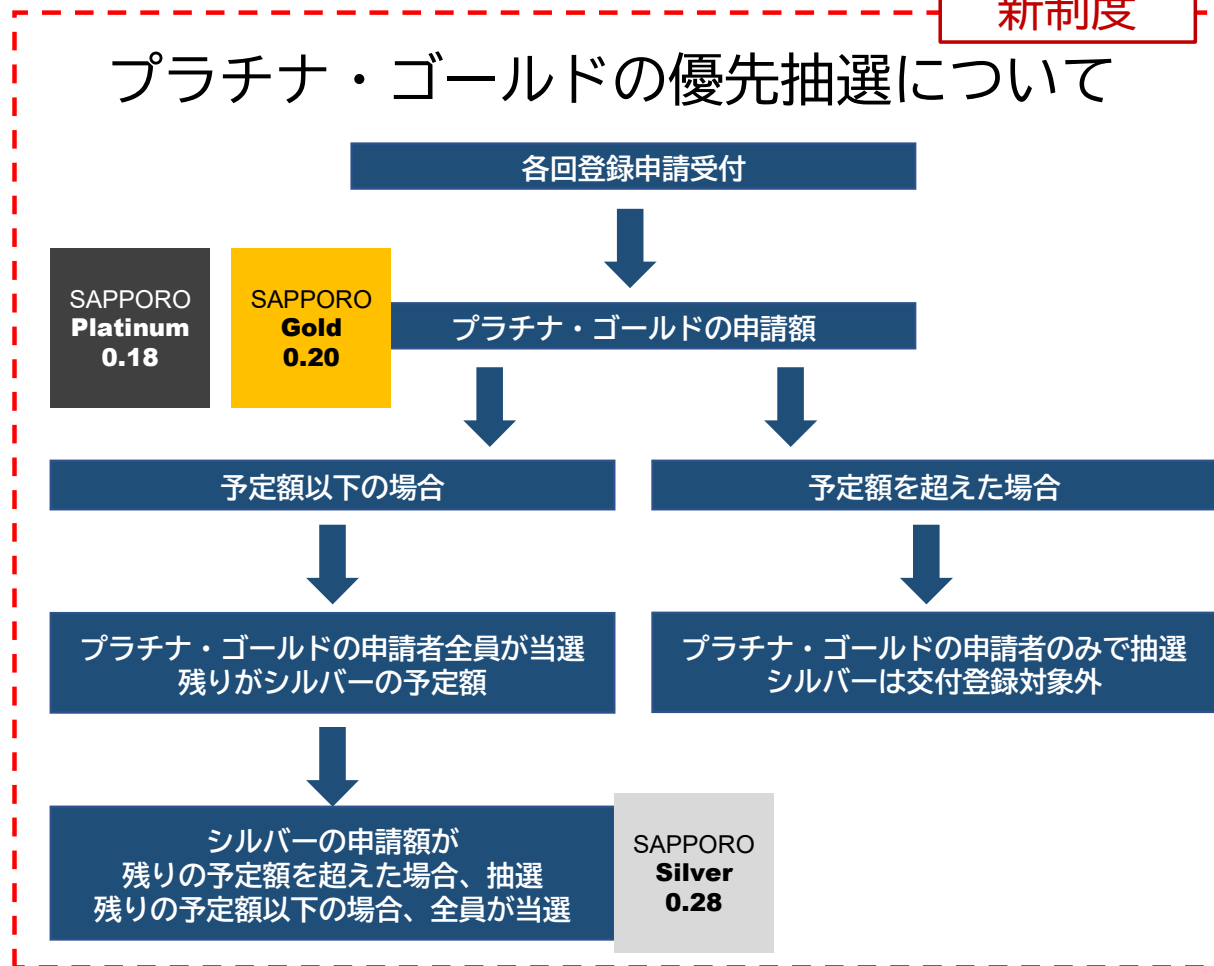 新制度
プラチナ・ゴールドの優先抽選について
各回登録申請受付
SAPPORO
Platinum
0.18
SAPPORO
Gold
0.20
プラチナ・ゴールドの申請額
予定額以下の場合
予定額を超えた場合
プラチナ・ゴールドの申請者全員が当選
残りがシルバーの予定額
プラチナ・ゴールドの申請者のみで抽選
シルバーは交付登録対象外
シルバーの申請額が
残りの予定額を超えた場合、抽選
残りの予定額以下の場合、全員が当選
SAPPORO
Silver
0.28